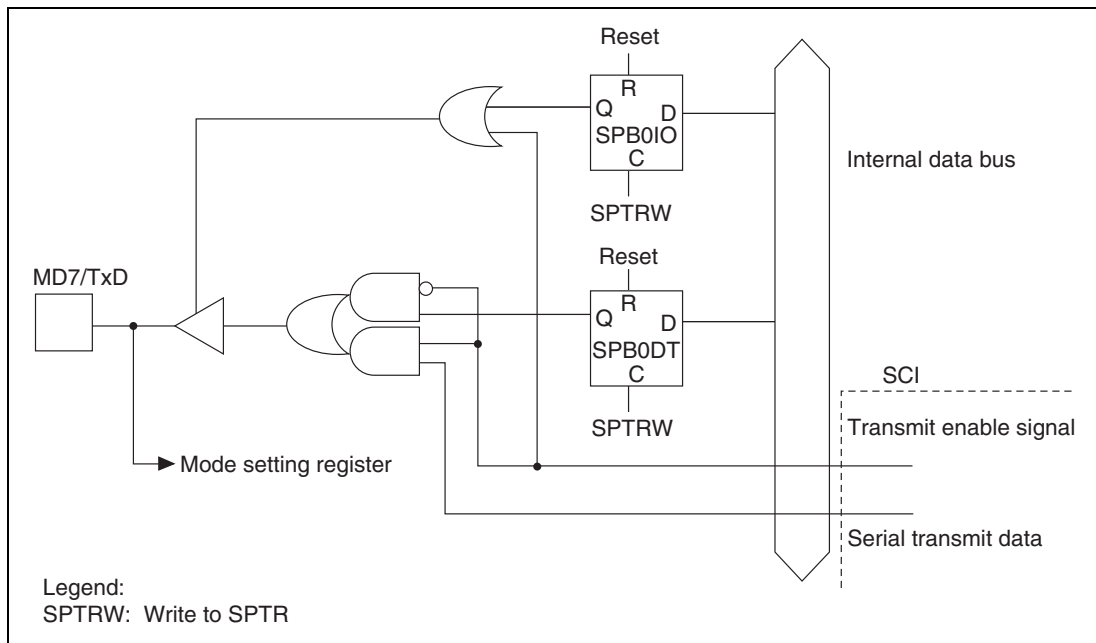 Reset
R
Q D
SPB0IO
C
SPTRW
Internal data bus
Reset
R
Q D
SPB0DT
C
SPTRW
MD7/TxD
SCI
Transmit enable signal
Mode setting register
Serial transmit data
Legend:
SPTRW: Write to SPTR